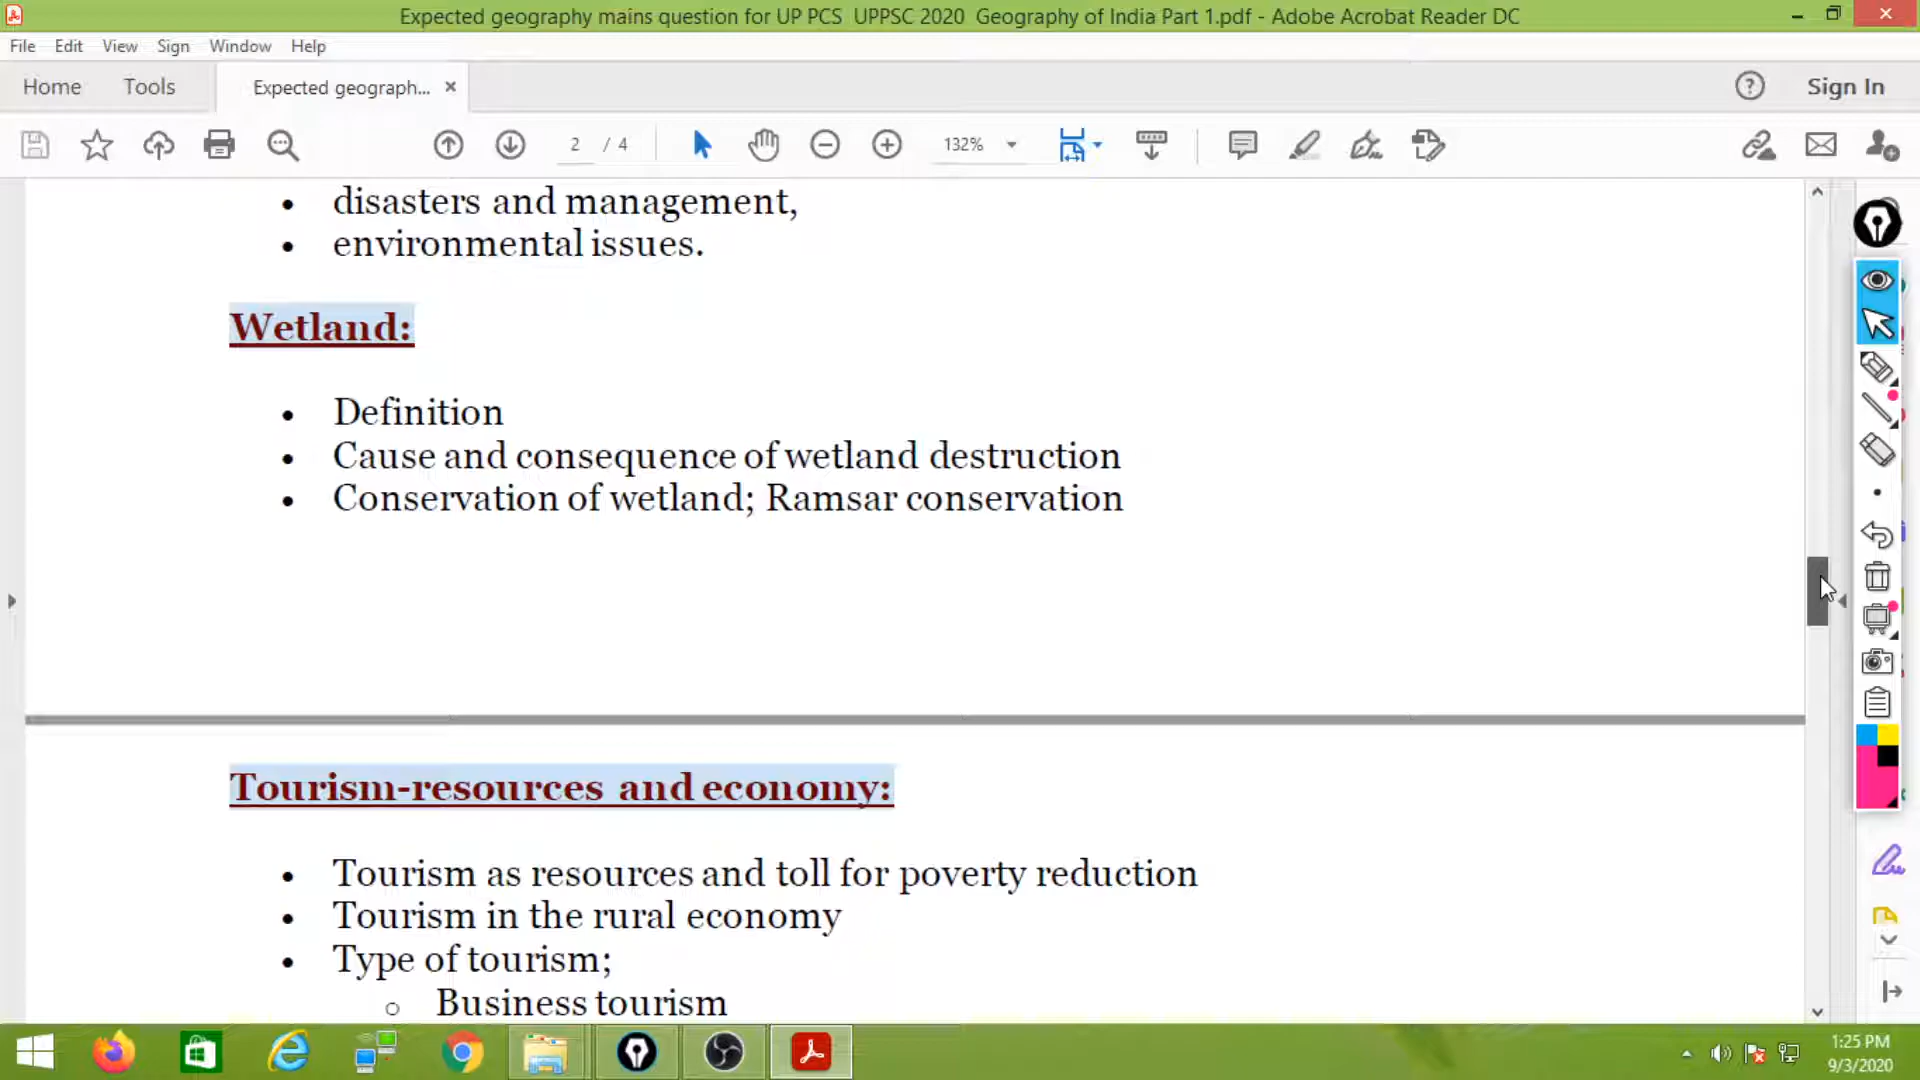 Expected geography mains question for UP PCS  UPPSC 2020  Geography of India Part 1.pdf - Adobe Acrobat Reader DC
File Edit View Sign Window Help
Home Tools Expected geograph... Sign In
2 / 4 132%
• disasters and management,
• environmental issues.
Wetland:
• Definition
• Cause and consequence of wetland destruction
• Conservation of wetland; Ramsar conservation
Tourism-resources and economy:
• Tourism as resources and toll for poverty reduction
• Tourism in the rural economy
• Type of tourism;
o Business tourism
1:25 PM
9/3/2020